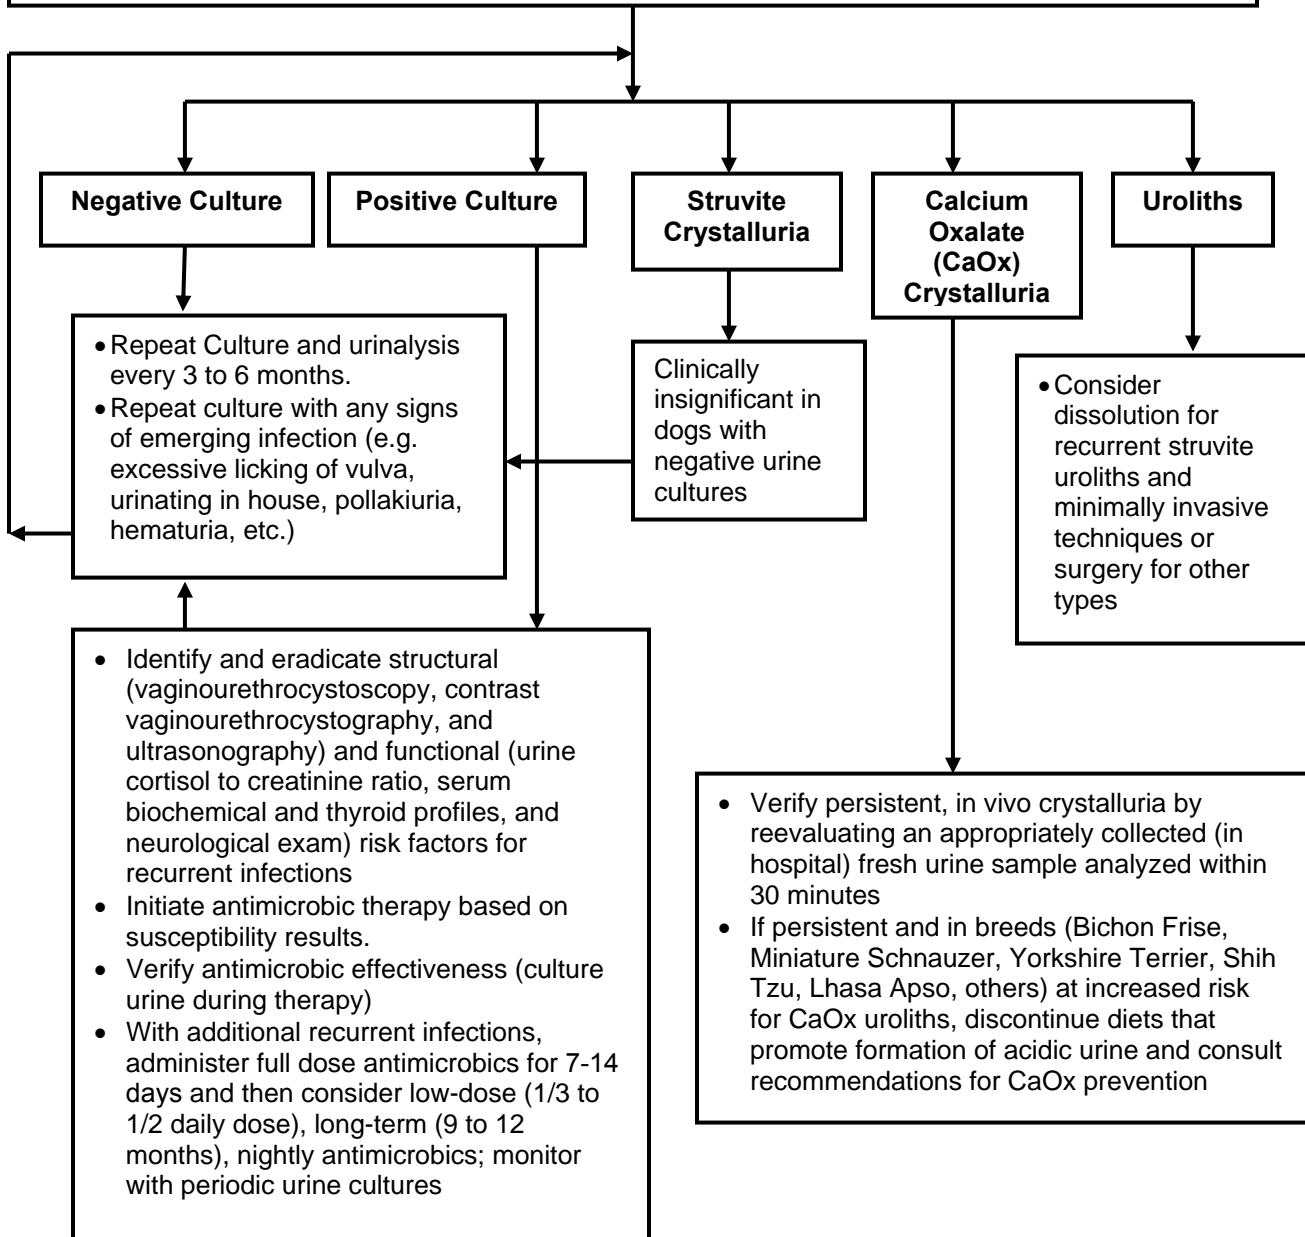 Negative Culture
Positive Culture
Struvite
Crystalluria
Calcium
Oxalate
(CaOx)
Crystalluria
Uroliths
• Repeat Culture and urinalysis
every 3 to 6 months.
• Repeat culture with any signs
of emerging infection (e.g.
excessive licking of vulva,
urinating in house, pollakiuria,
hematuria, etc.)
Clinically
insignificant in
dogs with
negative urine
cultures
• Consider
dissolution for
recurrent struvite
uroliths and
minimally invasive
techniques or
surgery for other
types
• Identify and eradicate structural
(vaginourethrocystoscopy, contrast
vaginourethrocystography, and
ultrasonography) and functional (urine
cortisol to creatinine ratio, serum
biochemical and thyroid profiles, and
neurological exam) risk factors for
recurrent infections
• Initiate antimicrobic therapy based on
susceptibility results.
• Verify antimicrobic effectiveness (culture
urine during therapy)
• With additional recurrent infections,
administer full dose antimicrobics for 7-14
days and then consider low-dose (1/3 to
1/2 daily dose), long-term (9 to 12
months), nightly antimicrobics; monitor
with periodic urine cultures
• Verify persistent, in vivo crystalluria by
reevaluating an appropriately collected (in
hospital) fresh urine sample analyzed within
30 minutes
• If persistent and in breeds (Bichon Frise,
Miniature Schnauzer, Yorkshire Terrier, Shih
Tzu, Lhasa Apso, others) at increased risk
for CaOx uroliths, discontinue diets that
promote formation of acidic urine and consult
recommendations for CaOx prevention